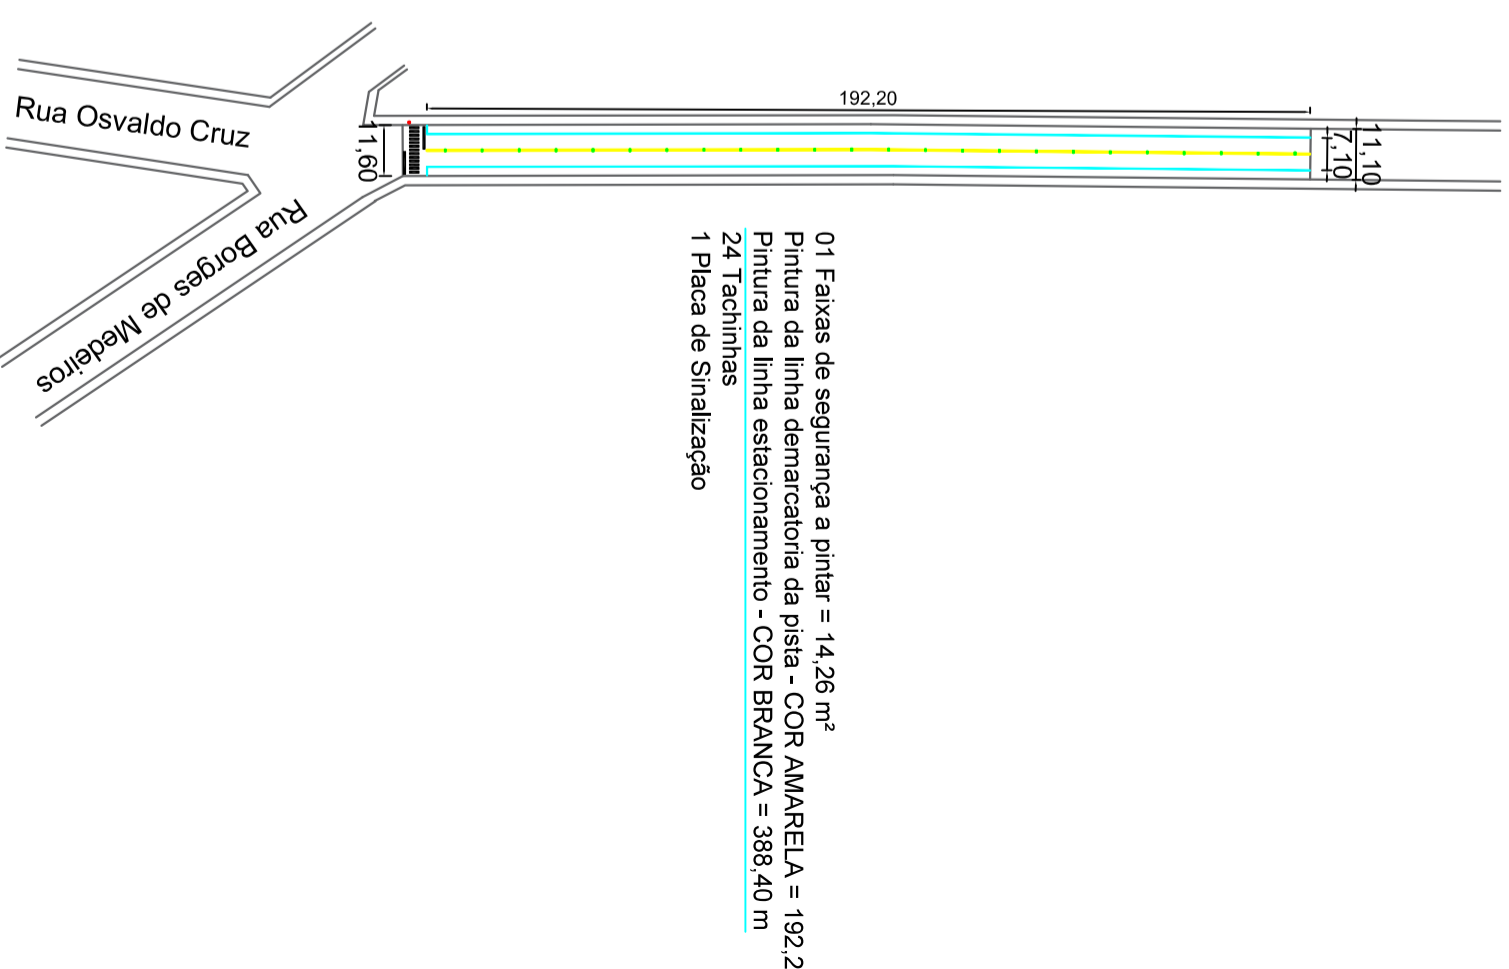 192,20
Rua Osvaldo Cruz
11,60
7,10
11,10
Rua Borges de Medeiros
01 Faixas de segurança a pintar = 14,26 m²
Pintura da linha demarcatoria da pista - COR AMARELA = 192,2
Pintura da linha estacionamento - COR BRANCA = 388,40 m
24 Tachinhas
1 Placa de Sinalização